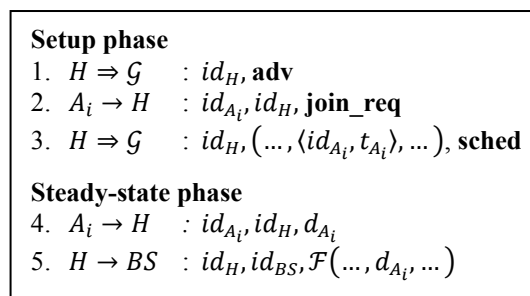 Setup phase
1. H ⇒ 𝒢 : id_H, adv
2. A_i → H : id_{A_i}, id_H, join_req
3. H ⇒ 𝒢 : id_H, (…, ⟨id_{A_i}, t_{A_i}⟩, …), sched
Steady-state phase
4. A_i → H : id_{A_i}, id_H, d_{A_i}
5. H → BS : id_H, id_{BS}, ℱ(…, d_{A_i}, …)